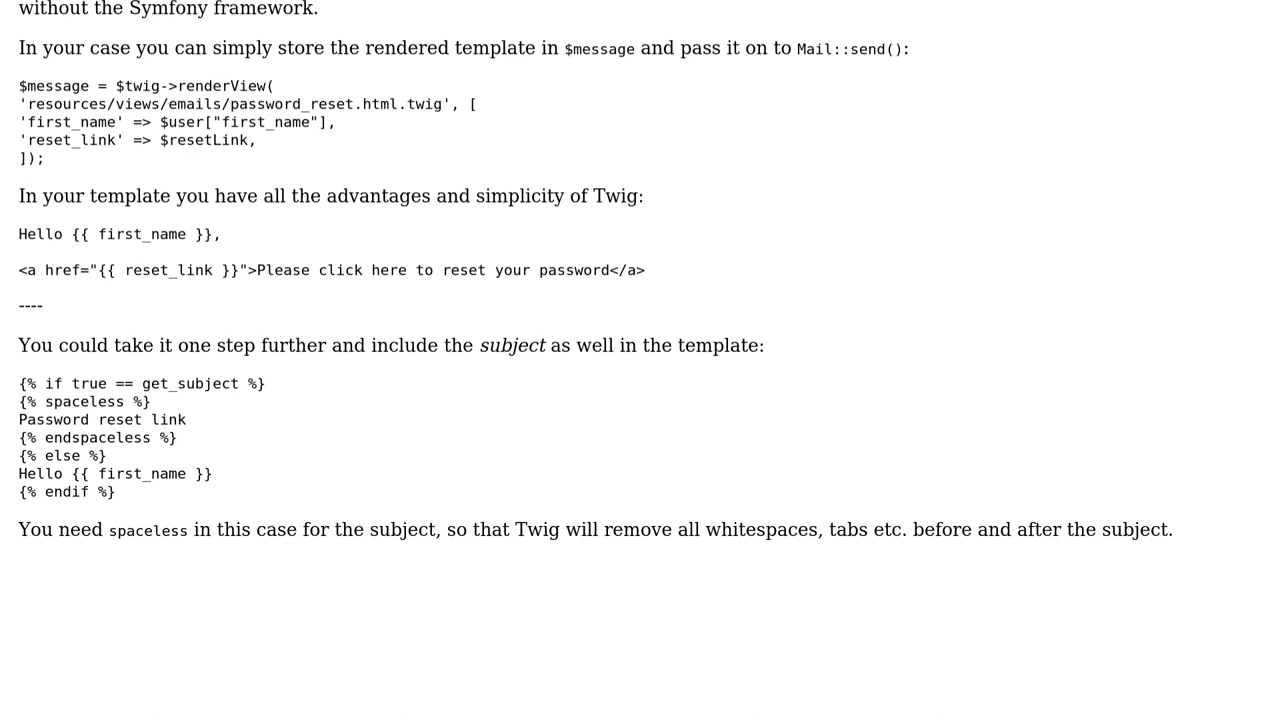 without the Symfony framework.
In your case you can simply store the rendered template in $message and pass it on to Mail::send():
$message = $twig->renderView(
'resources/views/emails/password_reset.html.twig', [
'first_name' => $user["first_name"],
'reset_link' => $resetLink,
]);
In your template you have all the advantages and simplicity of Twig:
Hello {{ first_name }},
<a href="{{ reset_link }}">Please click here to reset your password</a>
----
You could take it one step further and include the subject as well in the template:
{% if true == get_subject %}
{% spaceless %}
Password reset link
{% endspaceless %}
{% else %}
Hello {{ first_name }}
{% endif %}
You need spaceless in this case for the subject, so that Twig will remove all whitespaces, tabs etc. before and after the subject.